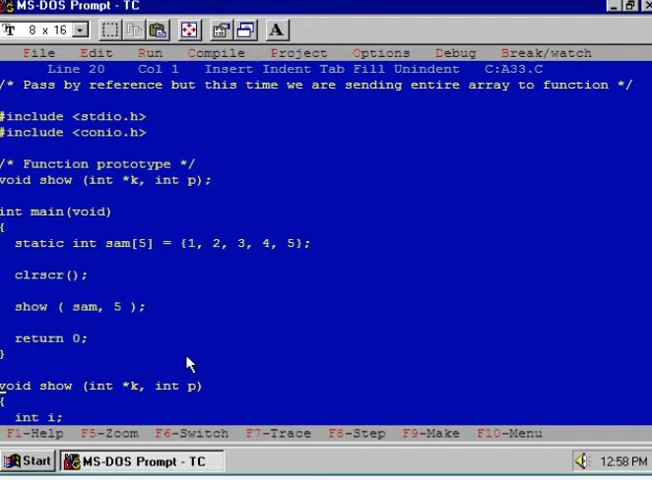 MS-DOS Prompt - TC
8 x 16
A
File Edit Run Compile Project Options Debug Break/watch
Line 20 Col 1 Insert Indent Tab Fill Unindent C:A33.C
/* Pass by reference but this time we are sending entire array to function */
#include <stdio.h>
#include <conio.h>
/* Function prototype */
void show (int *k, int p);
int main(void)
{
static int sam[5] = {1, 2, 3, 4, 5};
clrscr();
show ( sam, 5 );
return 0;
}
void show (int *k, int p)
{
int i;
F1-Help F5-Zoom F6-Switch F7-Trace F8-Step F9-Make F10-Menu
Start MS-DOS Prompt - TC 12:58 PM